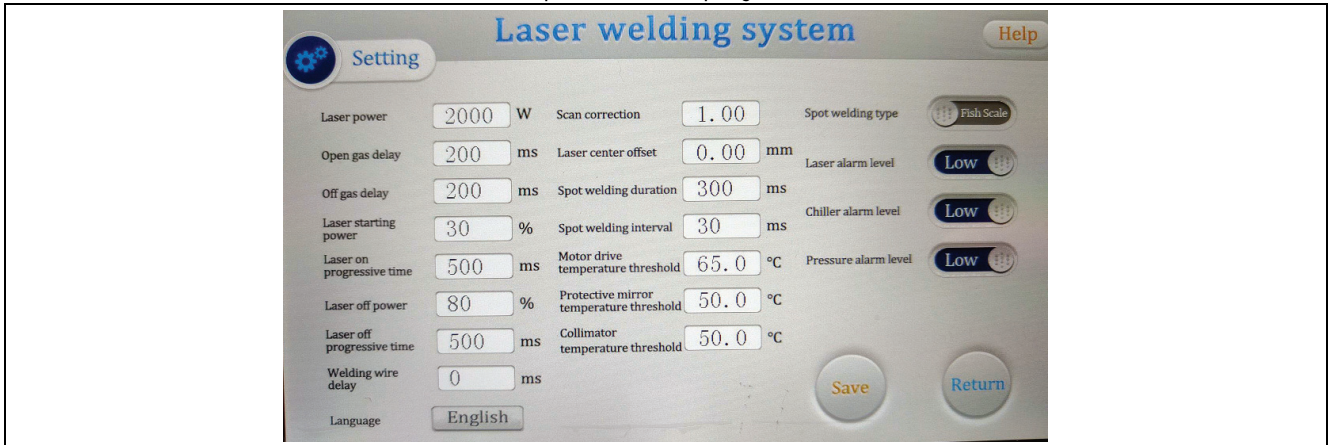 Laser welding system
Help
Setting
Laser power 2000 W Scan correction 1.00 Spot welding type Fish Scale
Open gas delay 200 ms Laser center offset 0.00 mm Laser alarm level Low
Off gas delay 200 ms Spot welding duration 300 ms Chiller alarm level Low
Laser starting
power 30 % Spot welding interval 30 ms Pressure alarm level Low
Laser on
progressive time 500 ms Motor drive
temperature threshold 65.0 °C
Laser off power 80 % Protective mirror
temperature threshold 50.0 °C
Laser off
progressive time 500 ms Collimator
temperature threshold 50.0 °C
Welding wire
delay 0 ms
Language English
Save
Return